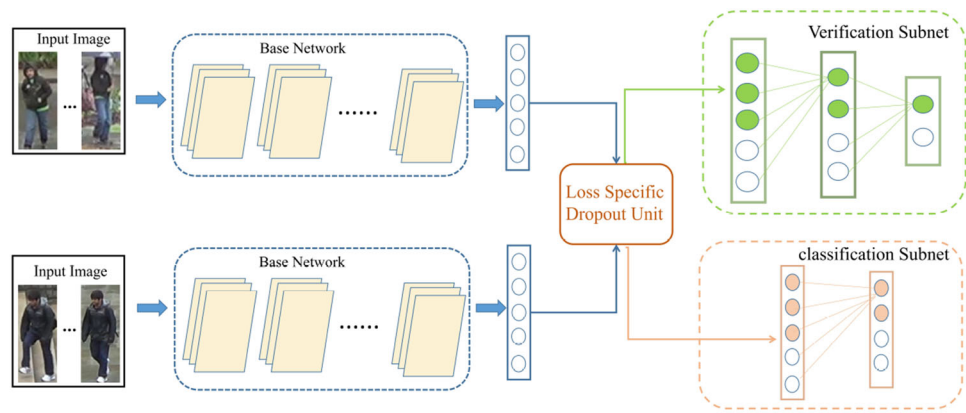 Input Image
...
Base Network
......
Verification Subnet
Loss Specific
Dropout Unit
Input Image
...
Base Network
......
classification Subnet